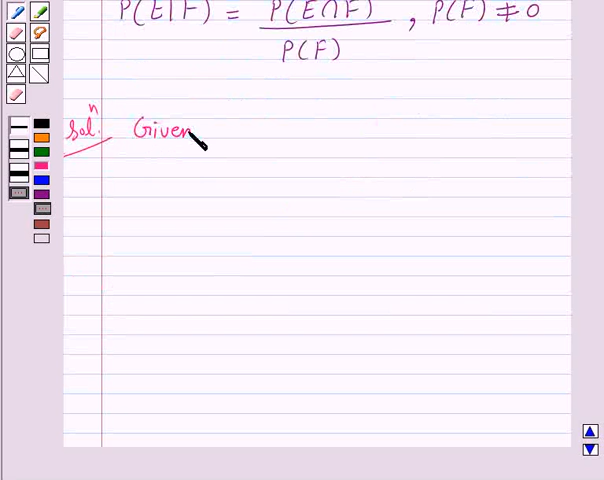 P(E|F) = P(E∩F) / P(F) , P(F) ≠ 0
Solⁿ. Given